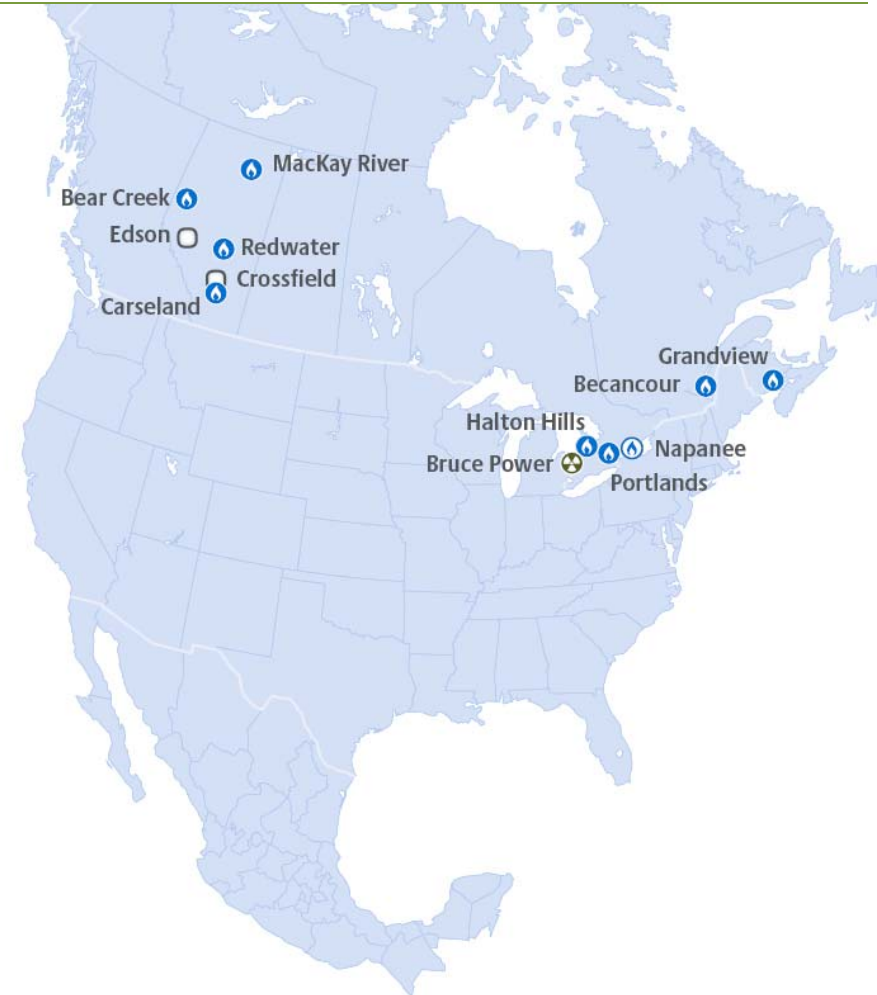 MacKay River
Bear Creek
Edson
Redwater
Crossfield
Carseland
Grandview
Becancour
Halton Hills
Napanee
Bruce Power
Portlands